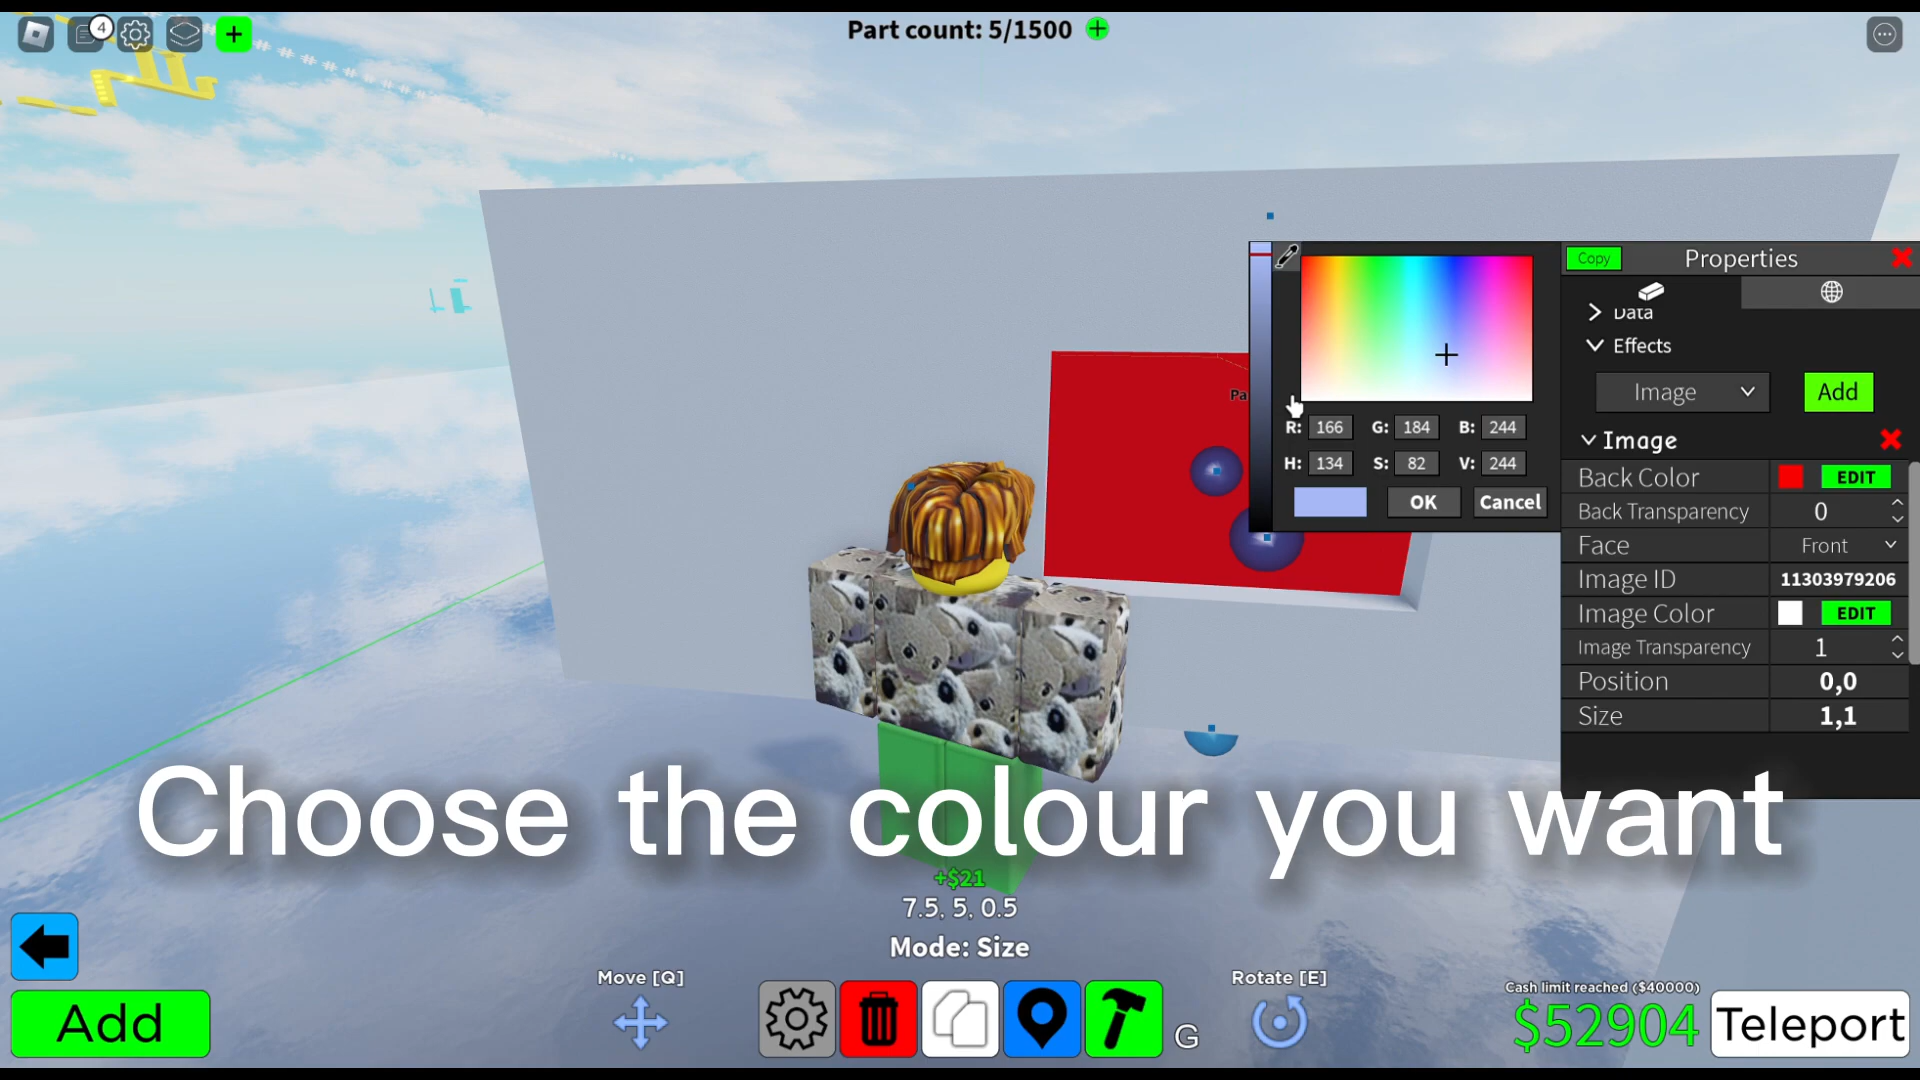 4
Part count: 5/1500
Copy
Properties
Data
Effects
Image
Add
Image
Back Color
EDIT
Back Transparency
0
Face
Front
Image ID
11303979206
Image Color
EDIT
Image Transparency
1
Position
0,0
Size
1,1
Pa
R: 166 G: 184 B: 244
H: 134 S: 82 V: 244
OK
Cancel
Choose the colour you want
+$21
7.5, 5, 0.5
Mode: Size
Move [Q]
G
Rotate [E]
Cash limit reached ($40000)
$52904
Teleport
Add